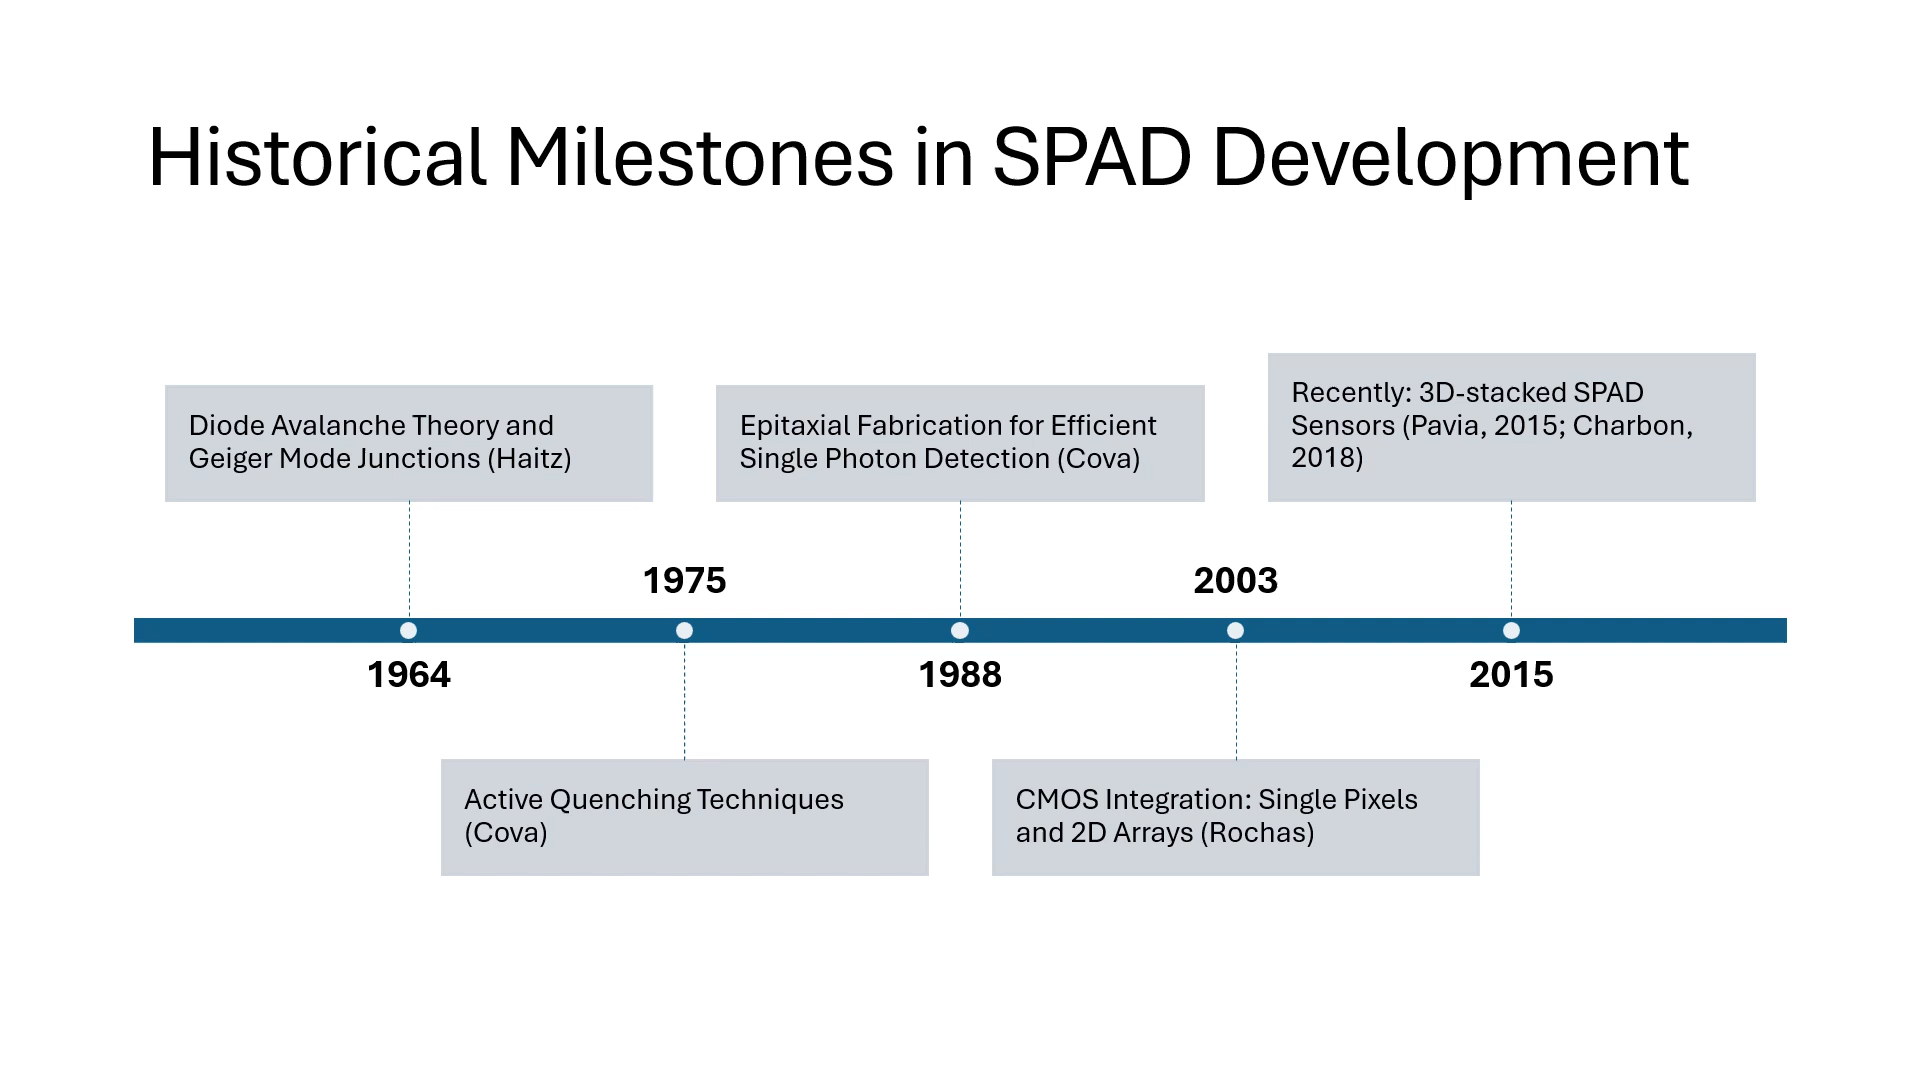 Historical Milestones in SPAD Development
Diode Avalanche Theory and
Geiger Mode Junctions (Haitz)
Epitaxial Fabrication for Efficient
Single Photon Detection (Cova)
Recently: 3D-stacked SPAD
Sensors (Pavia, 2015; Charbon,
2018)
1975
2003
1964
1988
2015
Active Quenching Techniques
(Cova)
CMOS Integration: Single Pixels
and 2D Arrays (Rochas)